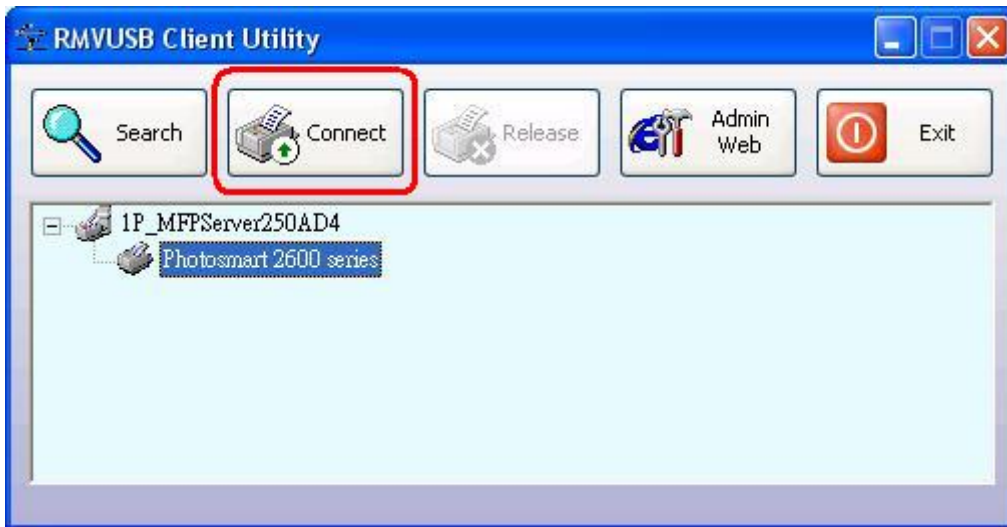 RMVUSB Client Utility
Search
Connect
Release
Admin
Web
Exit
1P_MFPServer250AD4
Photosmart 2600 series